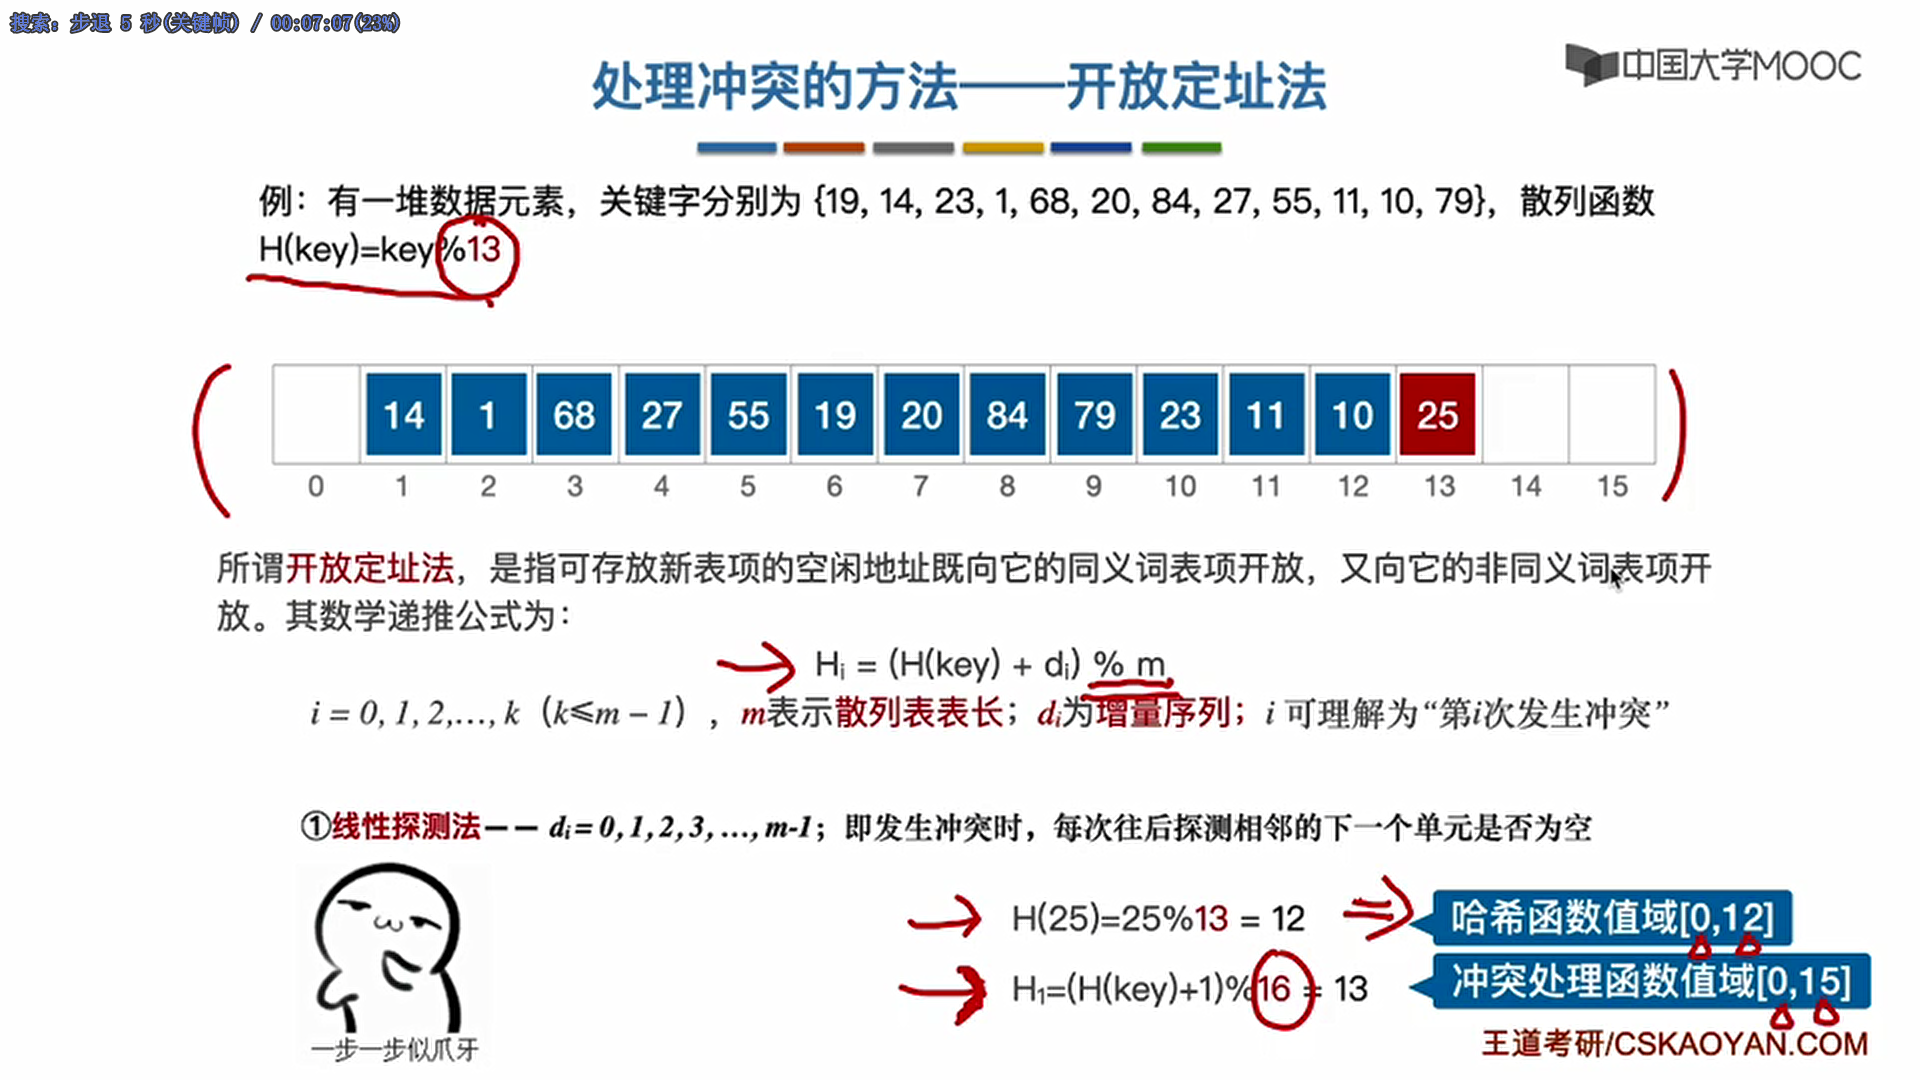 搜索: 步退 5 秒(关键帧) / 00:07:07(23%)
中国大学MOOC
处理冲突的方法——开放定址法
例：有一堆数据元素，关键字分别为 {19, 14, 23, 1, 68, 20, 84, 27, 55, 11, 10, 79}，散列函数
H(key)=key%13
14 1 68 27 55 19 20 84 79 23 11 10 25
0 1 2 3 4 5 6 7 8 9 10 11 12 13 14 15
所谓开放定址法，是指可存放新表项的空闲地址既向它的同义词表项开放，又向它的非同义词表项开
放。其数学递推公式为：
Hi = (H(key) + di) % m
i = 0, 1, 2,…, k（k≤m − 1），m表示散列表表长；di为增量序列；i 可理解为“第i次发生冲突”
①线性探测法—— di = 0, 1, 2, 3, …, m-1；即发生冲突时，每次往后探测相邻的下一个单元是否为空
H(25)=25%13 = 12
哈希函数值域[0,12]
H1=(H(key)+1)%16 = 13
冲突处理函数值域[0,15]
一步一步似爪牙
王道考研/CSKAOYAN.COM